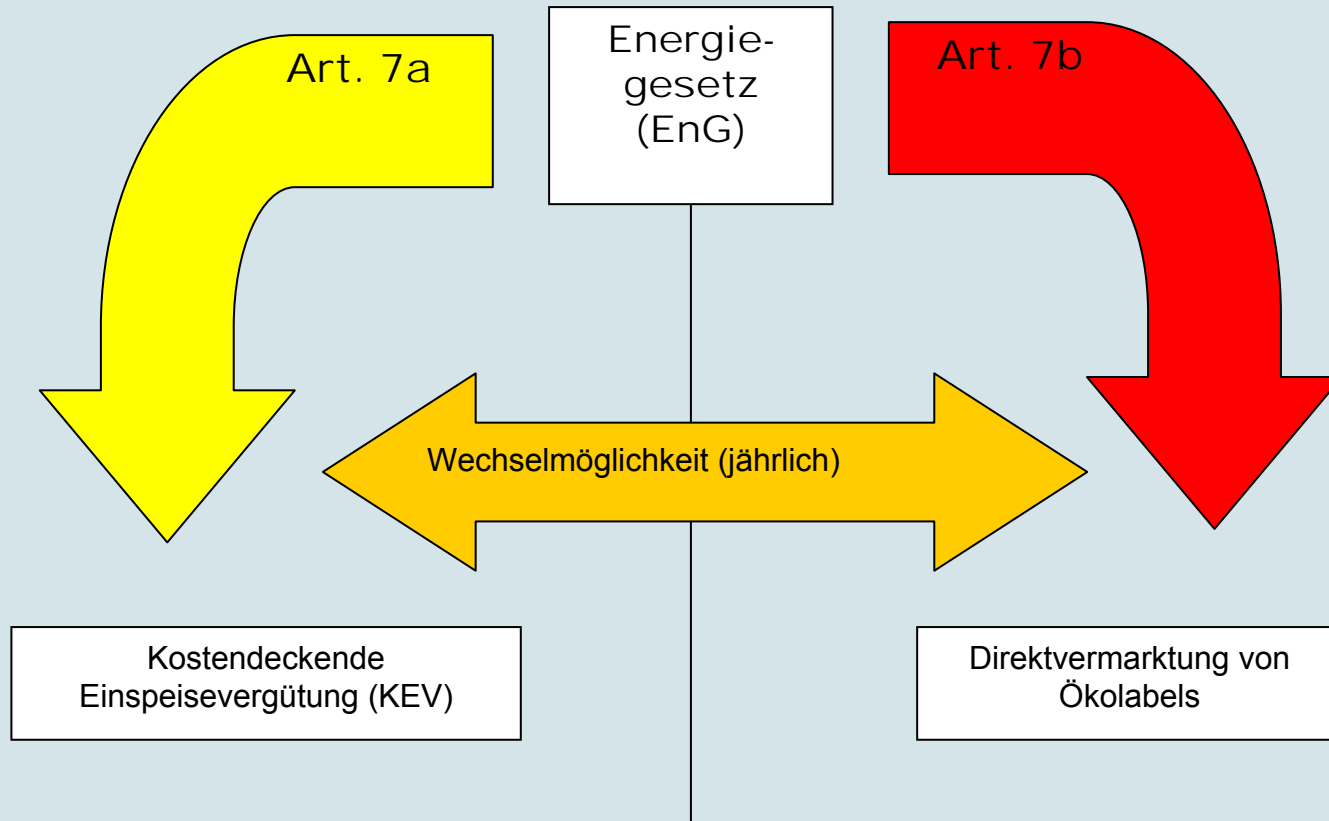 Art. 7a
Energie-
gesetz
(EnG)
Art. 7b
Wechselmöglichkeit (jährlich)
Kostendeckende
Einspeisevergütung (KEV)
Direktvermarktung von
Ökolabels